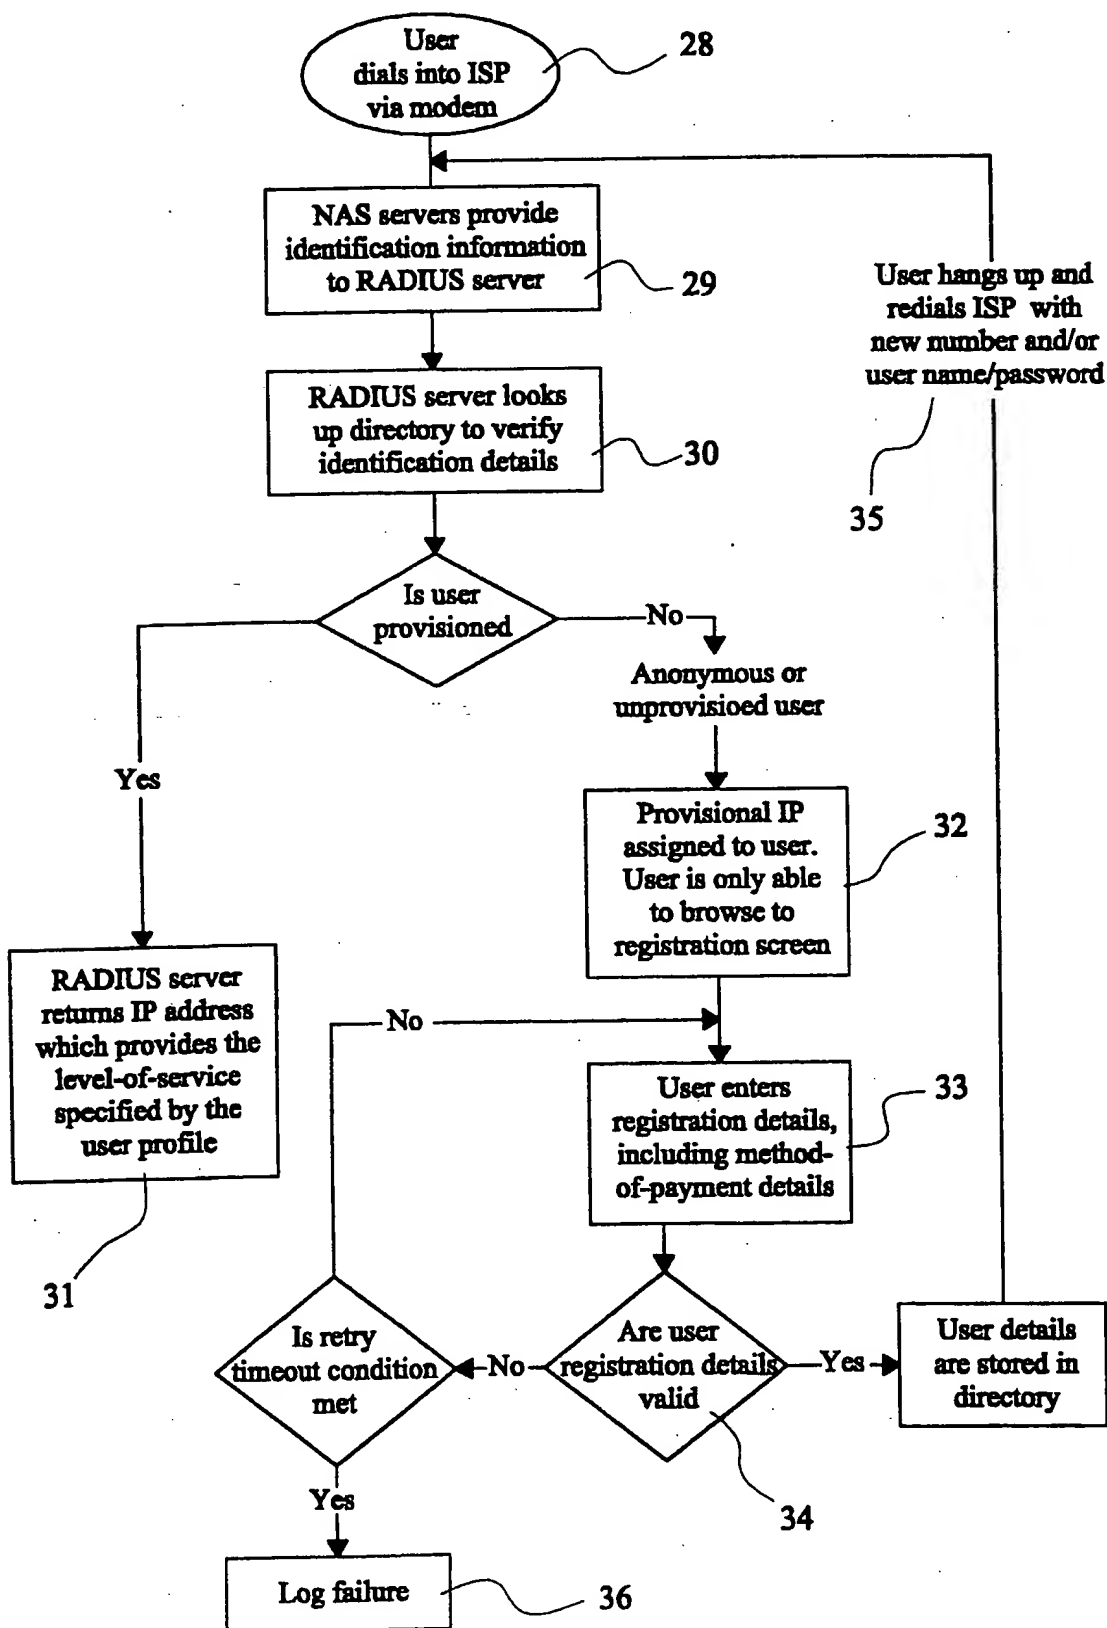 User
dials into ISP
via modem
28
NAS servers provide
identification information
to RADIUS server
29
User hangs up and
redials ISP with
new number and/or
user name/password
35
RADIUS server looks
up directory to verify
identification details
30
Is user
provisioned
No
Anonymous or
unprovisioed user
Yes
Provisional IP
assigned to user.
User is only able
to browse to
registration screen
32
RADIUS server
returns IP address
which provides the
level-of-service
specified by the
user profile
31
No
User enters
registration details,
including method-
of-payment details
33
Is retry
timeout condition
met
No
Are user
registration details
valid
34
Yes
User details
are stored in
directory
Yes
Log failure
36